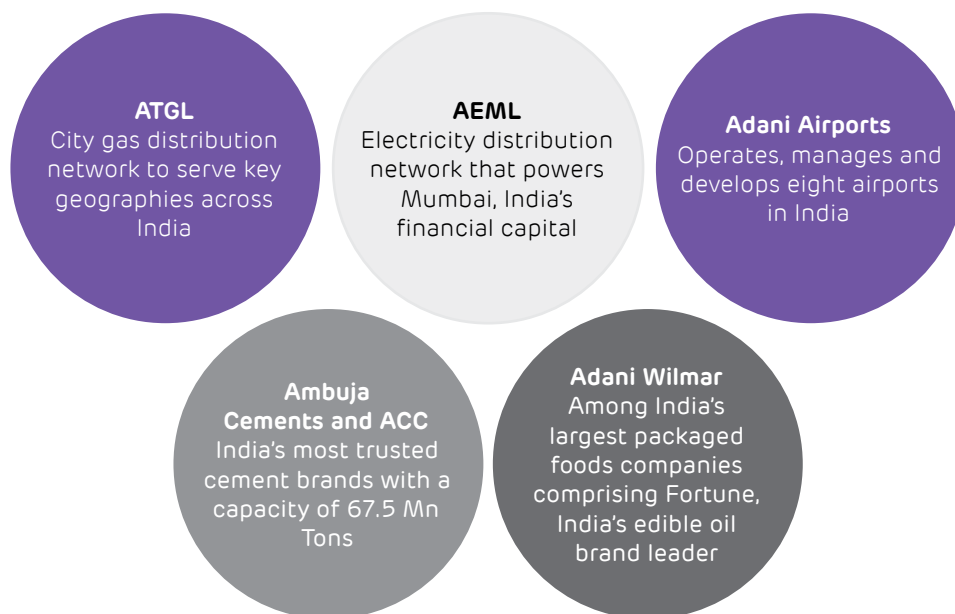 ATGL
City gas distribution
network to serve key
geographies across
India
AEML
Electricity distribution
network that powers
Mumbai, India's
financial capital
Adani Airports
Operates, manages and
develops eight airports
in India
Ambuja
Cements and ACC
India's most trusted
cement brands with a
capacity of 67.5 Mn
Tons
Adani Wilmar
Among India's
largest packaged
foods companies
comprising Fortune,
India's edible oil
brand leader